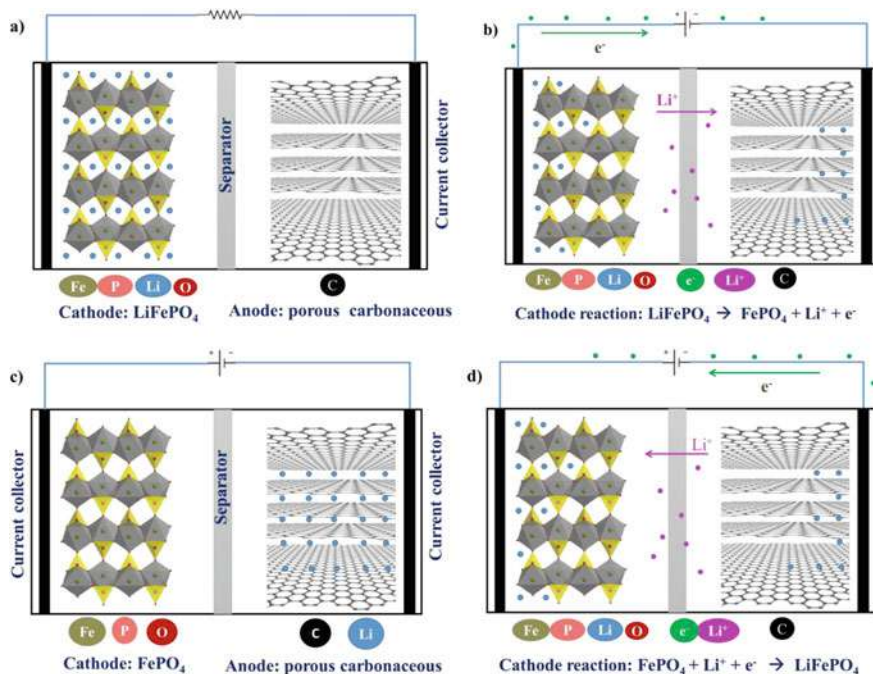 a)
Separator
Current collector
Fe P Li O C
Cathode: LiFePO₄ Anode: porous carbonaceous
b)
+ −
e⁻
Li⁺
Fe P Li O e⁻ Li⁺ C
Cathode reaction: LiFePO₄ → FePO₄ + Li⁺ + e⁻
c)
+ −
Current collector
Separator
Current collector
Fe P O C Li
Cathode: FePO₄ Anode: porous carbonaceous
d)
+ −
e⁻
Li⁺
Fe P Li O e⁻ Li⁺ C
Cathode reaction: FePO₄ + Li⁺ + e⁻ → LiFePO₄